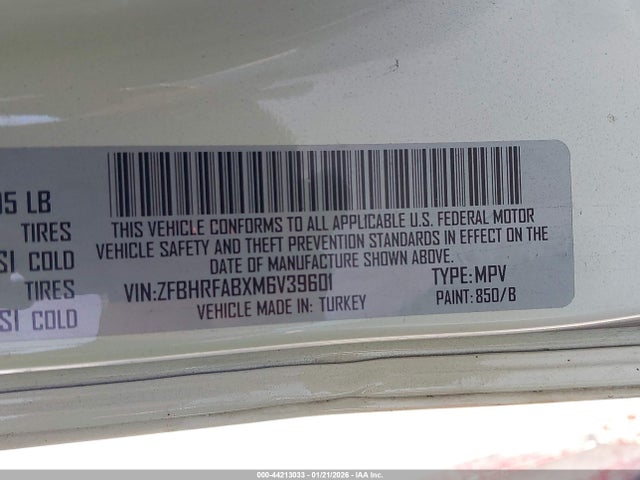 05 LB
TIRES
SI COLD
TIRES
SI COLD
THIS VEHICLE CONFORMS TO ALL APPLICABLE U.S. FEDERAL MOTOR
VEHICLE SAFETY AND THEFT PREVENTION STANDARDS IN EFFECT ON THE
DATE OF MANUFACTURE SHOWN ABOVE.
VIN:ZFBHRFABXM6V39601 TYPE:MPV
VEHICLE MADE IN: TURKEY PAINT: 850/B
000-44213033 - 01/21/2026 - IAA Inc.